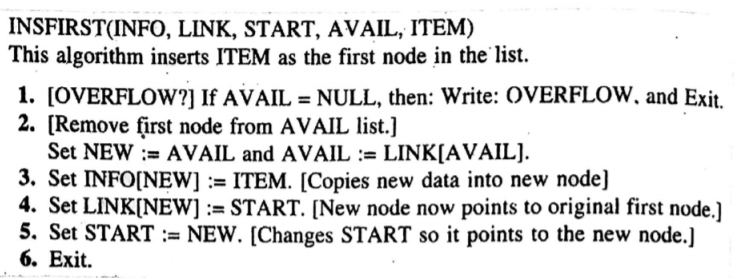 INSFIRST(INFO, LINK, START, AVAIL, ITEM)
This algorithm inserts ITEM as the first node in the list.
1. [OVERFLOW?] If AVAIL = NULL, then: Write: OVERFLOW, and Exit.
2. [Remove first node from AVAIL list.]
Set NEW := AVAIL and AVAIL := LINK[AVAIL].
3. Set INFO[NEW] := ITEM. [Copies new data into new node]
4. Set LINK[NEW] := START. [New node now points to original first node.]
5. Set START := NEW. [Changes START so it points to the new node.]
6. Exit.